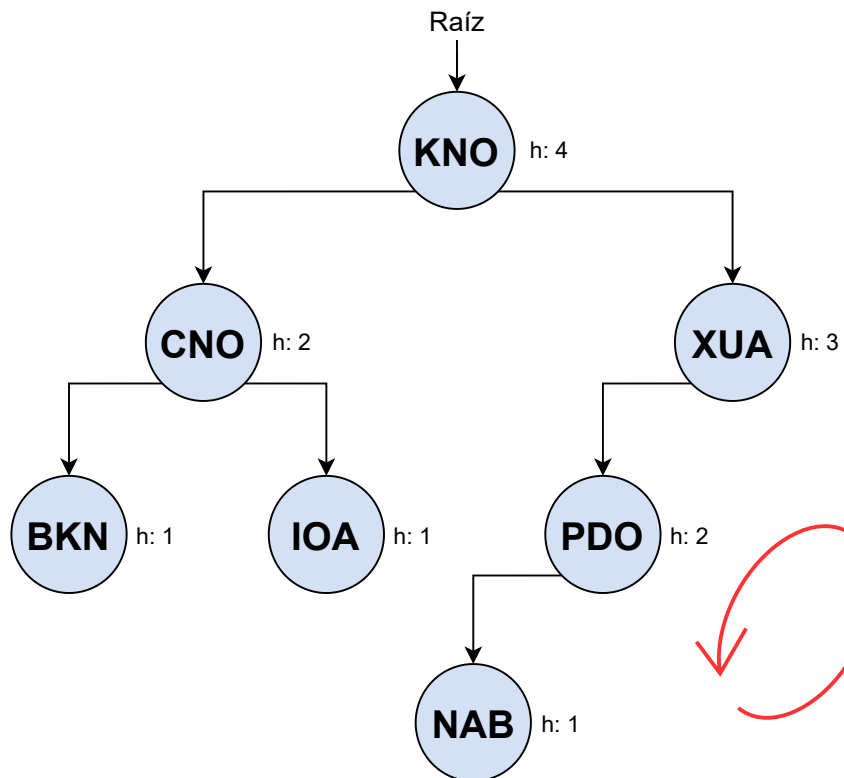 Raíz
KNO h: 4
CNO h: 2
XUA h: 3
BKN h: 1
IOA h: 1
PDO h: 2
NAB h: 1